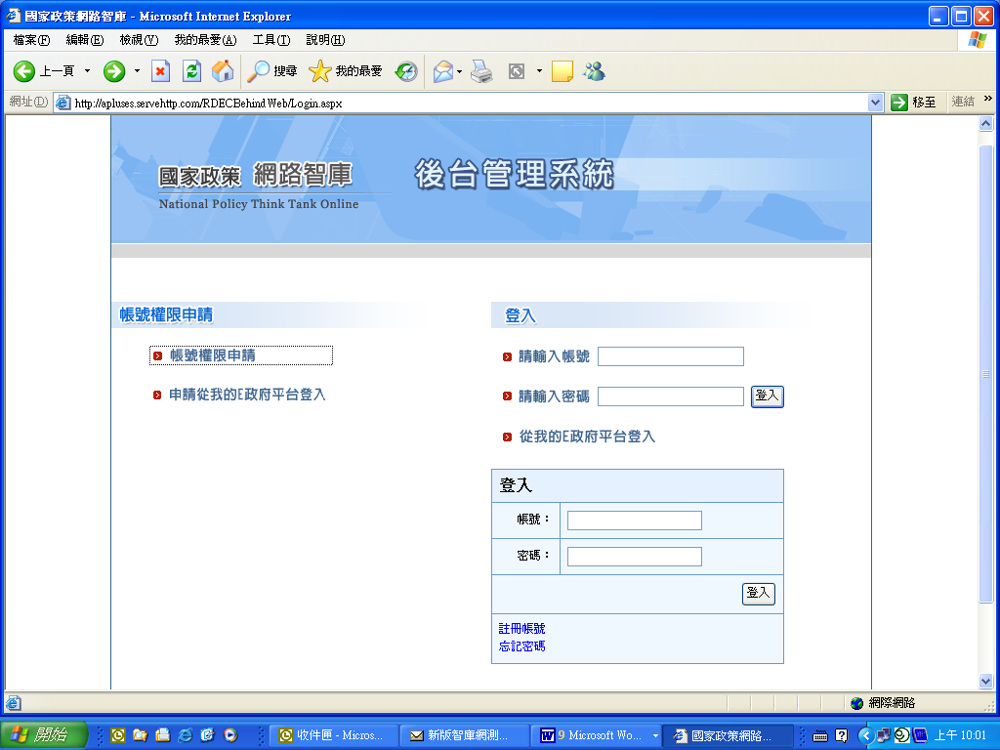 國家政策網路智庫 - Microsoft Internet Explorer
檔案(F) 編輯(E) 檢視(V) 我的最愛(A) 工具(T) 說明(H)
上一頁 搜尋 我的最愛
網址(D) http://apluses.servehttp.com/RDECBehindWeb/Login.aspx 移至 連結 »
國家政策 網路智庫 後台管理系統
National Policy Think Tank Online
帳號權限申請 登入
帳號權限申請 請輸入帳號
申請從我的E政府平台登入 請輸入密碼 登入
從我的E政府平台登入
登入
帳號：
密碼：
登入
註冊帳號
忘記密碼
網際網路
開始 收件匣 - Micros... 新版智庫網測... 9 Microsoft Wo... 國家政策網路... 上午 10:01